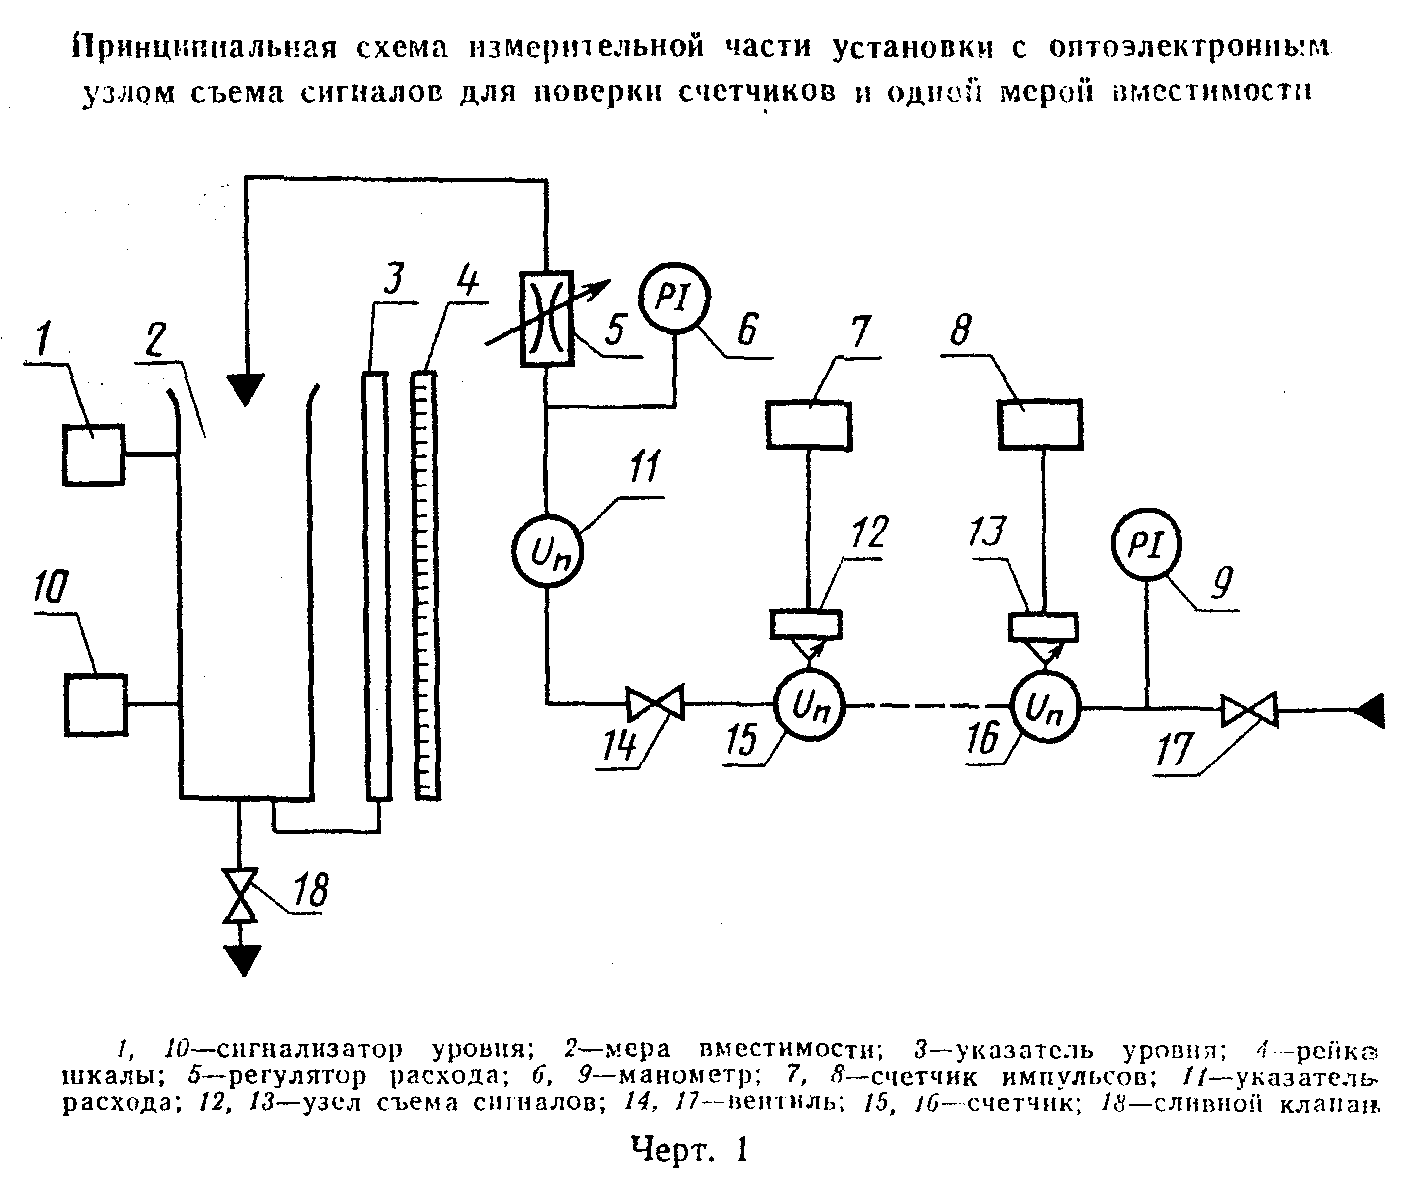 Принципиальная схема измерительной части установки с оптоэлектронным
узлом съема сигналов для поверки счетчиков и одной мерой вместимости
3 4
PI
1 2 5 6 7 8
11
12 13
Un
PI
10 9
Un Un
14 15 16 17
18
1, 10—сигнализатор уровня; 2—мера вместимости; 3—указатель уровня; 4—рейка
шкалы; 5—регулятор расхода; 6, 9—манометр; 7, 8—счетчик импульсов; 11—указатель
расхода; 12, 13—узел съема сигналов; 14, 17—вентиль; 15, 16—счетчик; 18—сливной клапан
Черт. 1